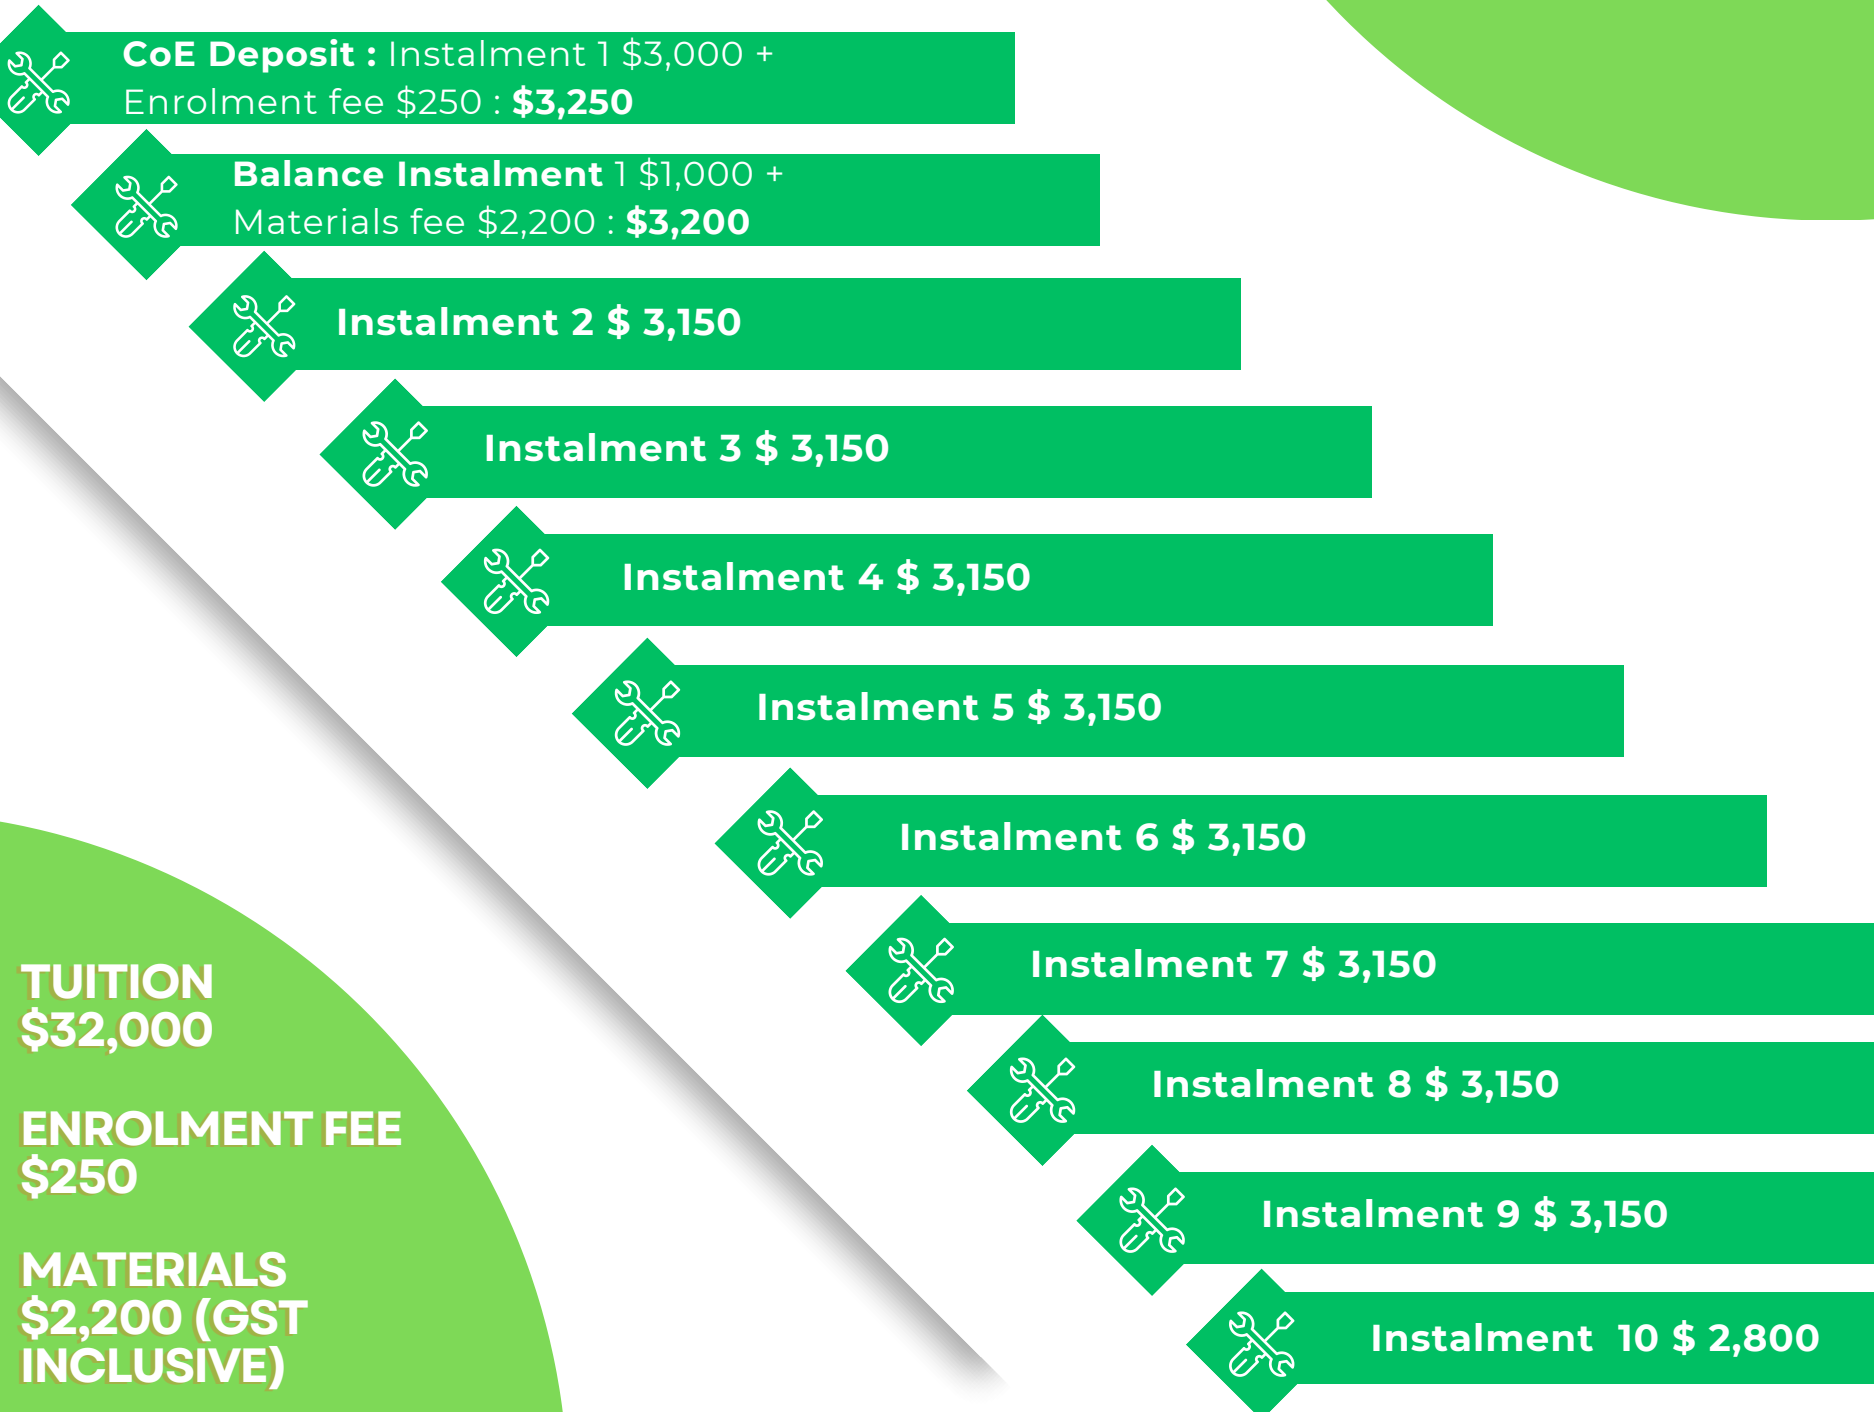 CoE Deposit : Instalment 1 $3,000 +
Enrolment fee $250 : $3,250
Balance Instalment 1 $1,000 +
Materials fee $2,200 : $3,200
Instalment 2 $ 3,150
Instalment 3 $ 3,150
Instalment 4 $ 3,150
Instalment 5 $ 3,150
Instalment 6 $ 3,150
Instalment 7 $ 3,150
Instalment 8 $ 3,150
Instalment 9 $ 3,150
Instalment 10 $ 2,800
TUITION
$32,000
ENROLMENT FEE
$250
MATERIALS
$2,200 (GST
INCLUSIVE)